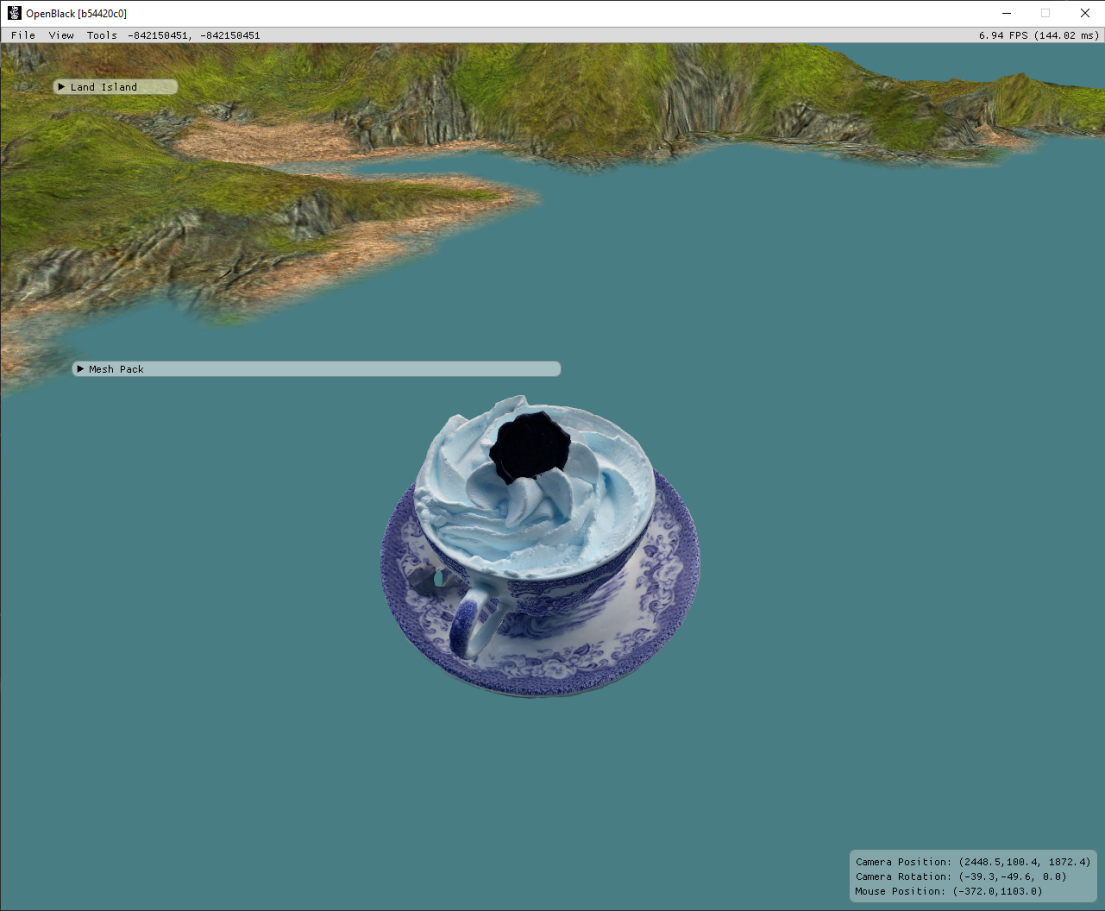 OpenBlack [b54420c0]
File View Tools -842150451, -842150451 6.94 FPS (144.02 ms)
Land Island
Mesh Pack
Camera Position: (2448.5,100.4, 1872.4)
Camera Rotation: (-39.3,-49.6, 0.0)
Mouse Position: (-372.0,1103.0)